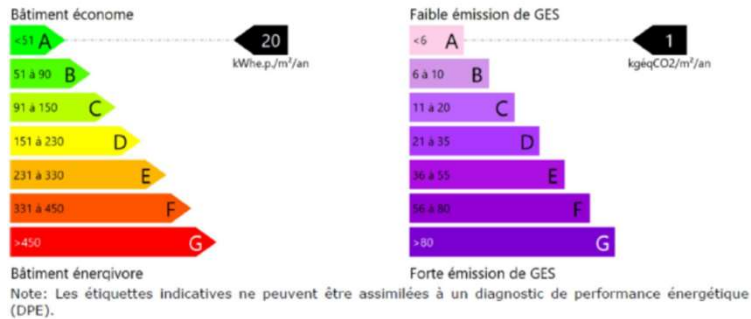 Bâtiment économe
<51 A
20
kWhe.p./m²/an
51 à 90 B
91 à 150 C
151 à 230 D
231 à 330 E
331 à 450 F
>450 G
Bâtiment énergivore
Faible émission de GES
<6 A
1
kgéqCO2/m²/an
6 à 10 B
11 à 20 C
21 à 35 D
36 à 55 E
56 à 80 F
>80 G
Forte émission de GES
Note: Les étiquettes indicatives ne peuvent être assimilées à un diagnostic de performance énergétique
(DPE).